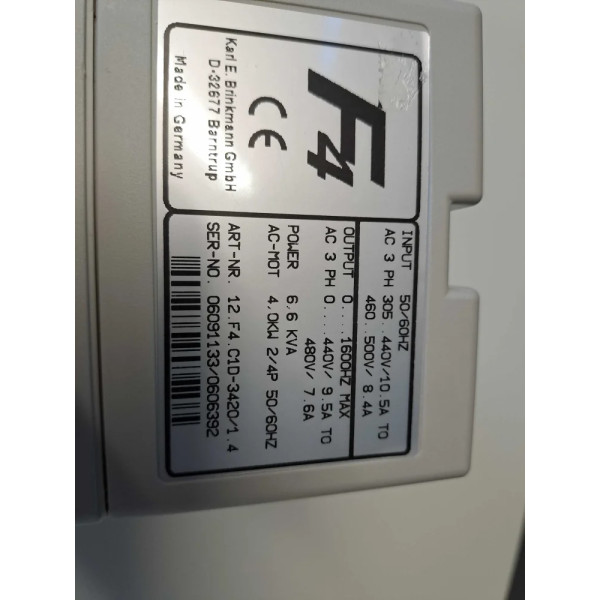 F4
CE
Karl E. Brinkmann GmbH
D-32677 Barntrup
Made in Germany
INPUT 50/60HZ
AC 3 PH 305..440V/10.5A TO
460..500V/ 8.4A
OUTPUT 0....1600HZ MAX
AC 3 PH 0....440V/ 9.5A TO
480V/ 7.6A
POWER 6,6 KVA
AC-MOT 4,0KW 2/4P 50/60HZ
ART-NR. 12.F4.C1D-3420/1.4
SER-NO. 06091133/0606392